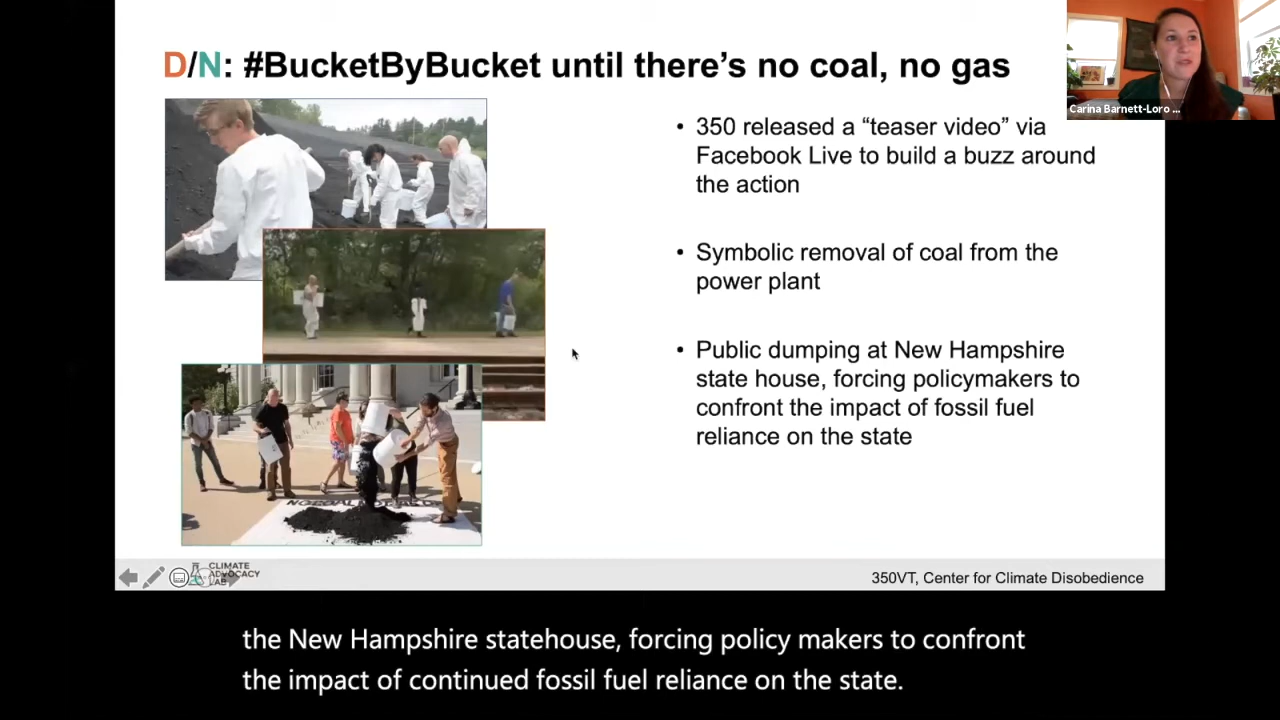 D/N: #BucketByBucket until there's no coal, no gas
Carina Barnett-Loro ...
• 350 released a “teaser video” via
Facebook Live to build a buzz around
the action
• Symbolic removal of coal from the
power plant
• Public dumping at New Hampshire
state house, forcing policymakers to
confront the impact of fossil fuel
reliance on the state
CLIMATE
ADVOCACY
LAB
350VT, Center for Climate Disobedience
the New Hampshire statehouse, forcing policy makers to confront
the impact of continued fossil fuel reliance on the state.